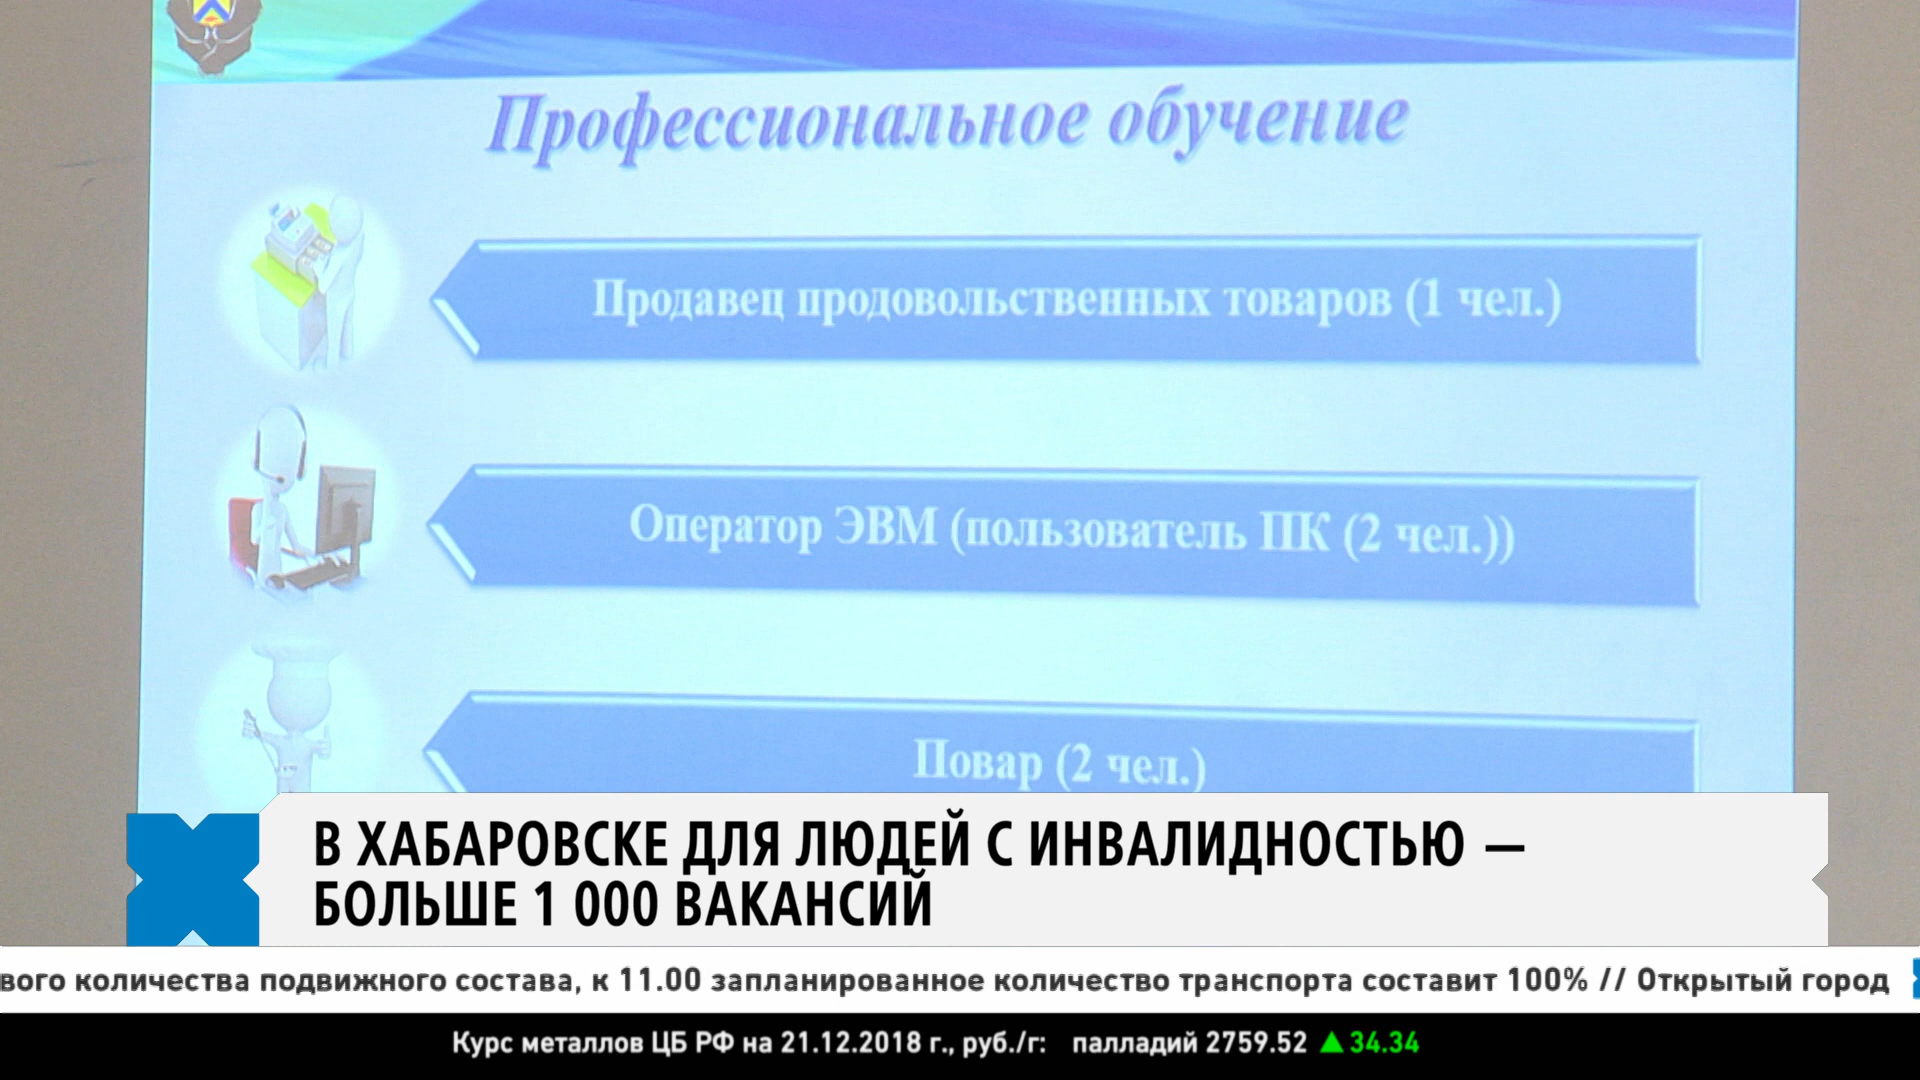 Профессиональное обучение
Продавец продовольственных товаров (1 чел.)
Оператор ЭВМ (пользователь ПК (2 чел.))
Повар (2 чел.)
В ХАБАРОВСКЕ ДЛЯ ЛЮДЕЙ С ИНВАЛИДНОСТЬЮ —
БОЛЬШЕ 1 000 ВАКАНСИЙ
вого количества подвижного состава, к 11.00 запланированное количество транспорта составит 100% // Открытый город
Курс металлов ЦБ РФ на 21.12.2018 г., руб./г: палладий 2759.52 ▲34.34